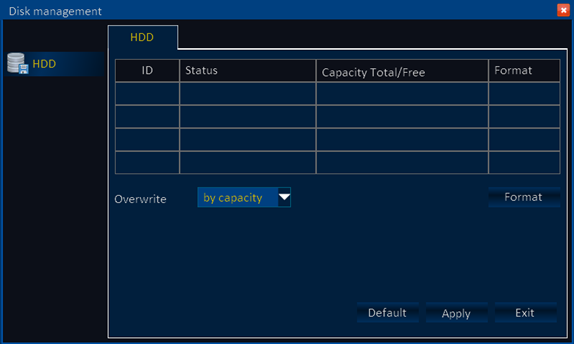 Disk management
HDD
HDD
ID Status Capacity Total/Free Format
Overwrite by capacity Format
Default Apply Exit